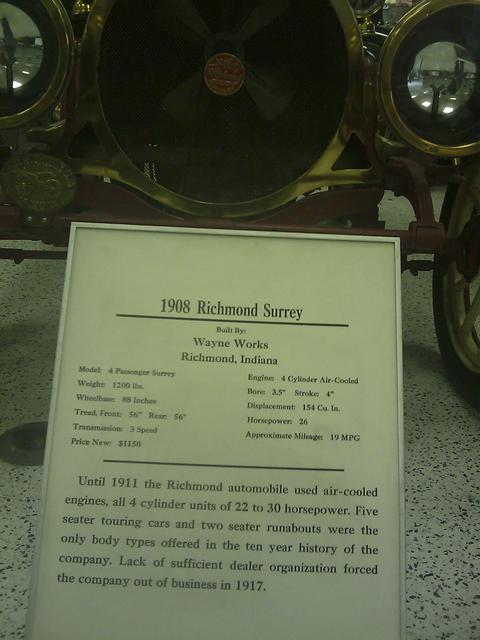 1908 Richmond Surrey
Built By:
Wayne Works
Richmond, Indiana
Model: 4 Passenger Surrey
Weight: 1200 lbs.
Wheelbase: 88 Inches
Tread, Front: 56" Rear: 56"
Transmission: 3 Speed
Price New: $1150
Engine: 4 Cylinder Air-Cooled
Bore: 3.5" Stroke: 4"
Displacement: 154 Cu. In.
Horsepower: 26
Approximate Mileage: 19 MPG
Until 1911 the Richmond automobile used air-cooled
engines, all 4 cylinder units of 22 to 30 horsepower. Five
seater touring cars and two seater runabouts were the
only body types offered in the ten year history of the
company. Lack of sufficient dealer organization forced
the company out of business in 1917.